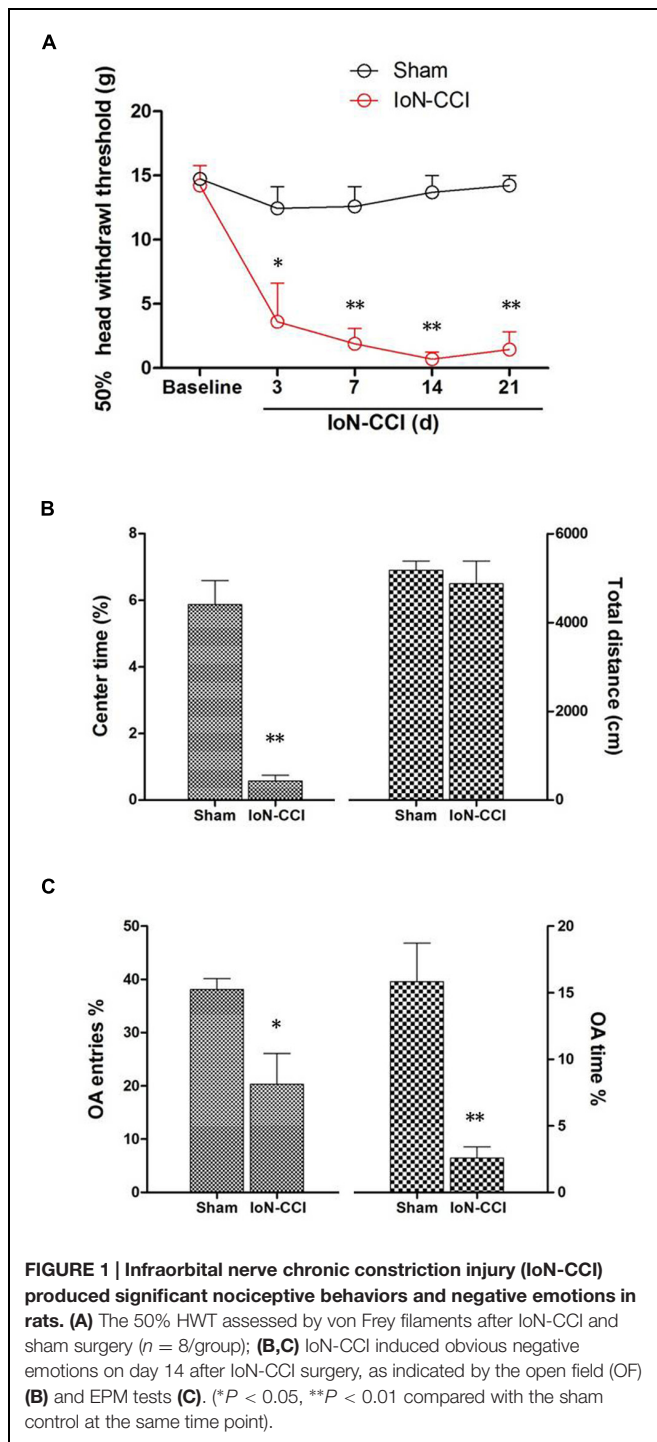 A
Sham
IoN-CCI
50% head withdrawl threshold (g)
20
15
10
5
0
*
**
**
**
Baseline 3 7 14 21
IoN-CCI (d)
B
Center time (%)
8
6
4
2
0
**
Sham IoN-CCI
Total distance (cm)
6000
4000
2000
0
Sham IoN-CCI
C
OA entries %
50
40
30
20
10
0
*
Sham IoN-CCI
OA time %
20
15
10
5
0
**
Sham IoN-CCI
FIGURE 1 | Infraorbital nerve chronic constriction injury (IoN-CCI)
produced significant nociceptive behaviors and negative emotions in
rats. (A) The 50% HWT assessed by von Frey filaments after IoN-CCI and
sham surgery (n = 8/group); (B,C) IoN-CCI induced obvious negative
emotions on day 14 after IoN-CCI surgery, as indicated by the open field (OF)
(B) and EPM tests (C). (*P < 0.05, **P < 0.01 compared with the sham
control at the same time point).